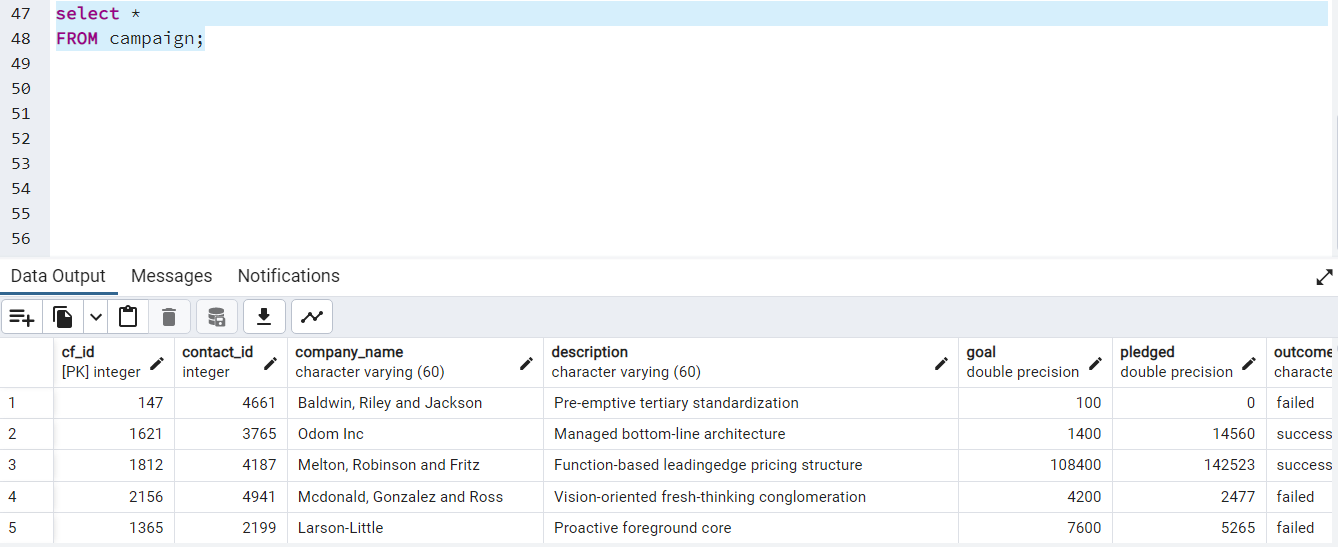 47 select *
48 FROM campaign;
49
50
51
52
53
54
55
56
Data Output Messages Notifications
cf_id contact_id company_name description goal pledged outcome
[PK] integer integer character varying (60) character varying (60) double precision double precision characte
1 147 4661 Baldwin, Riley and Jackson Pre-emptive tertiary standardization 100 0 failed
2 1621 3765 Odom Inc Managed bottom-line architecture 1400 14560 success
3 1812 4187 Melton, Robinson and Fritz Function-based leadingedge pricing structure 108400 142523 success
4 2156 4941 Mcdonald, Gonzalez and Ross Vision-oriented fresh-thinking conglomeration 4200 2477 failed
5 1365 2199 Larson-Little Proactive foreground core 7600 5265 failed